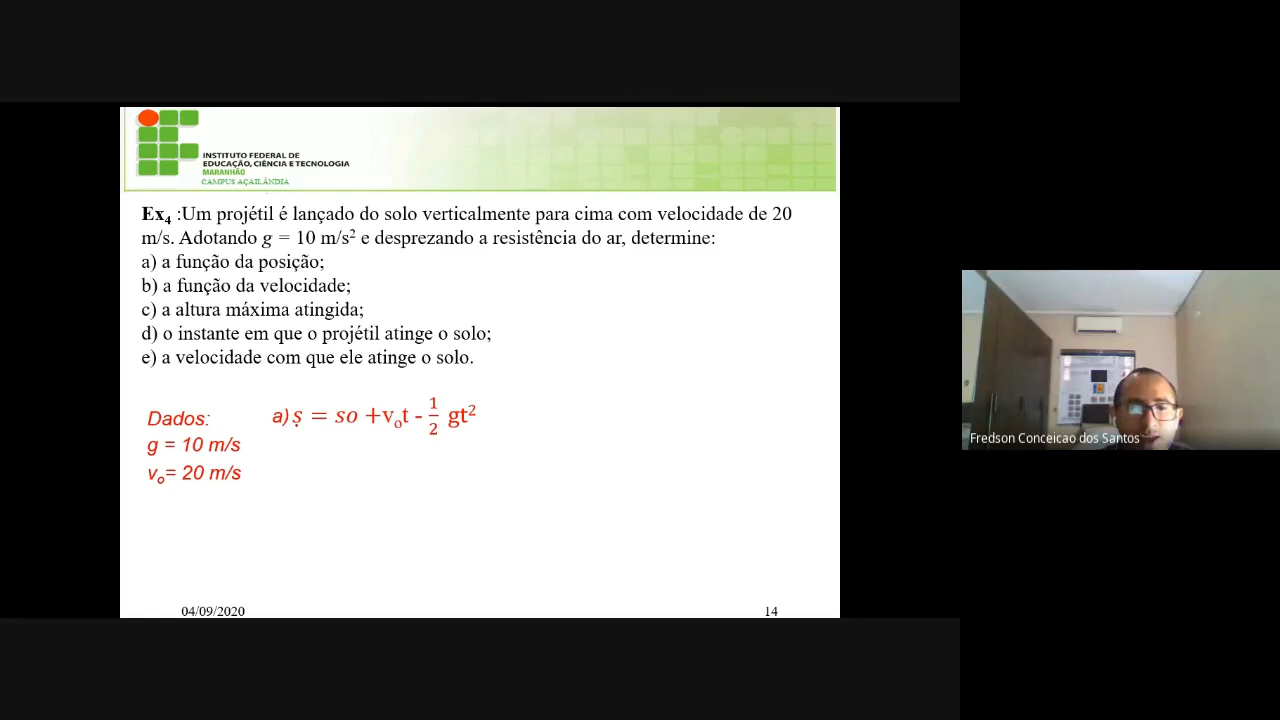 INSTITUTO FEDERAL DE
EDUCAÇÃO, CIÊNCIA E TECNOLOGIA
MARANHÃO
CAMPUS AÇAILÂNDIA
Ex₄ :Um projétil é lançado do solo verticalmente para cima com velocidade de 20
m/s. Adotando g = 10 m/s² e desprezando a resistência do ar, determine:
a) a função da posição;
b) a função da velocidade;
c) a altura máxima atingida;
d) o instante em que o projétil atinge o solo;
e) a velocidade com que ele atinge o solo.
Dados:
g = 10 m/s
vₒ= 20 m/s
a) s = so +vₒt - 1/2 gt²
04/09/2020
14
Fredson Conceicao dos Santos